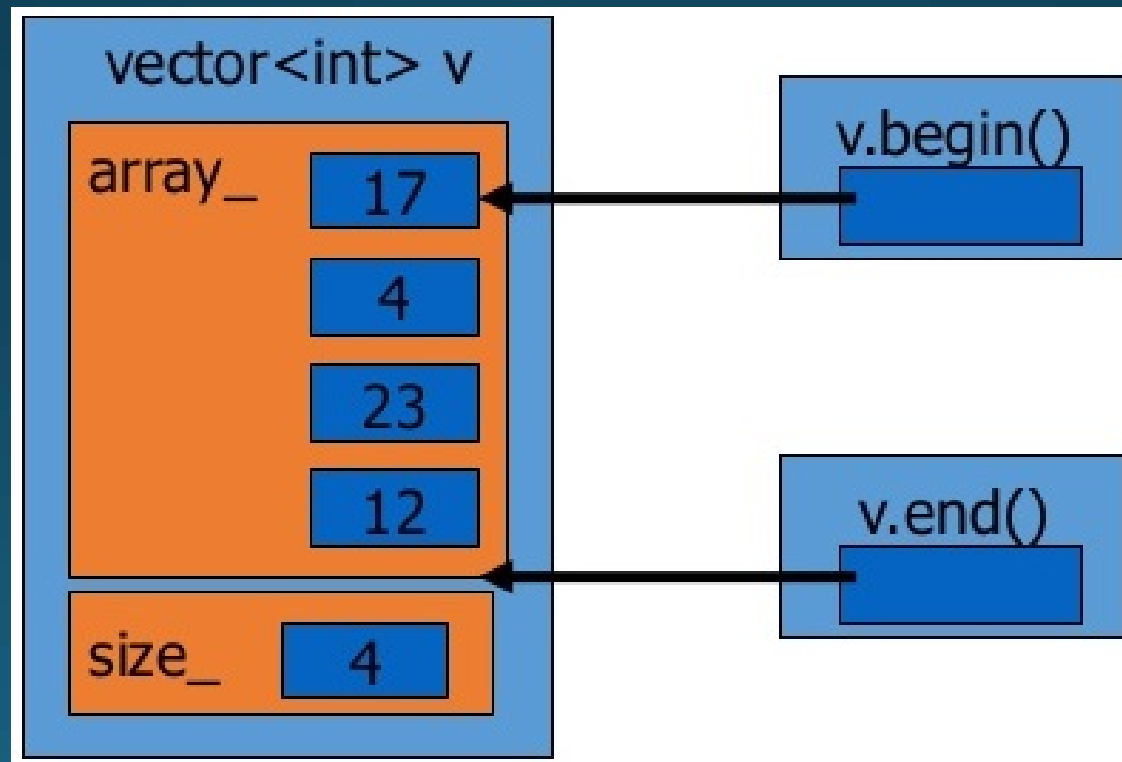 vector<int> v
array_
17
4
23
12
size_
4
v.begin()
v.end()